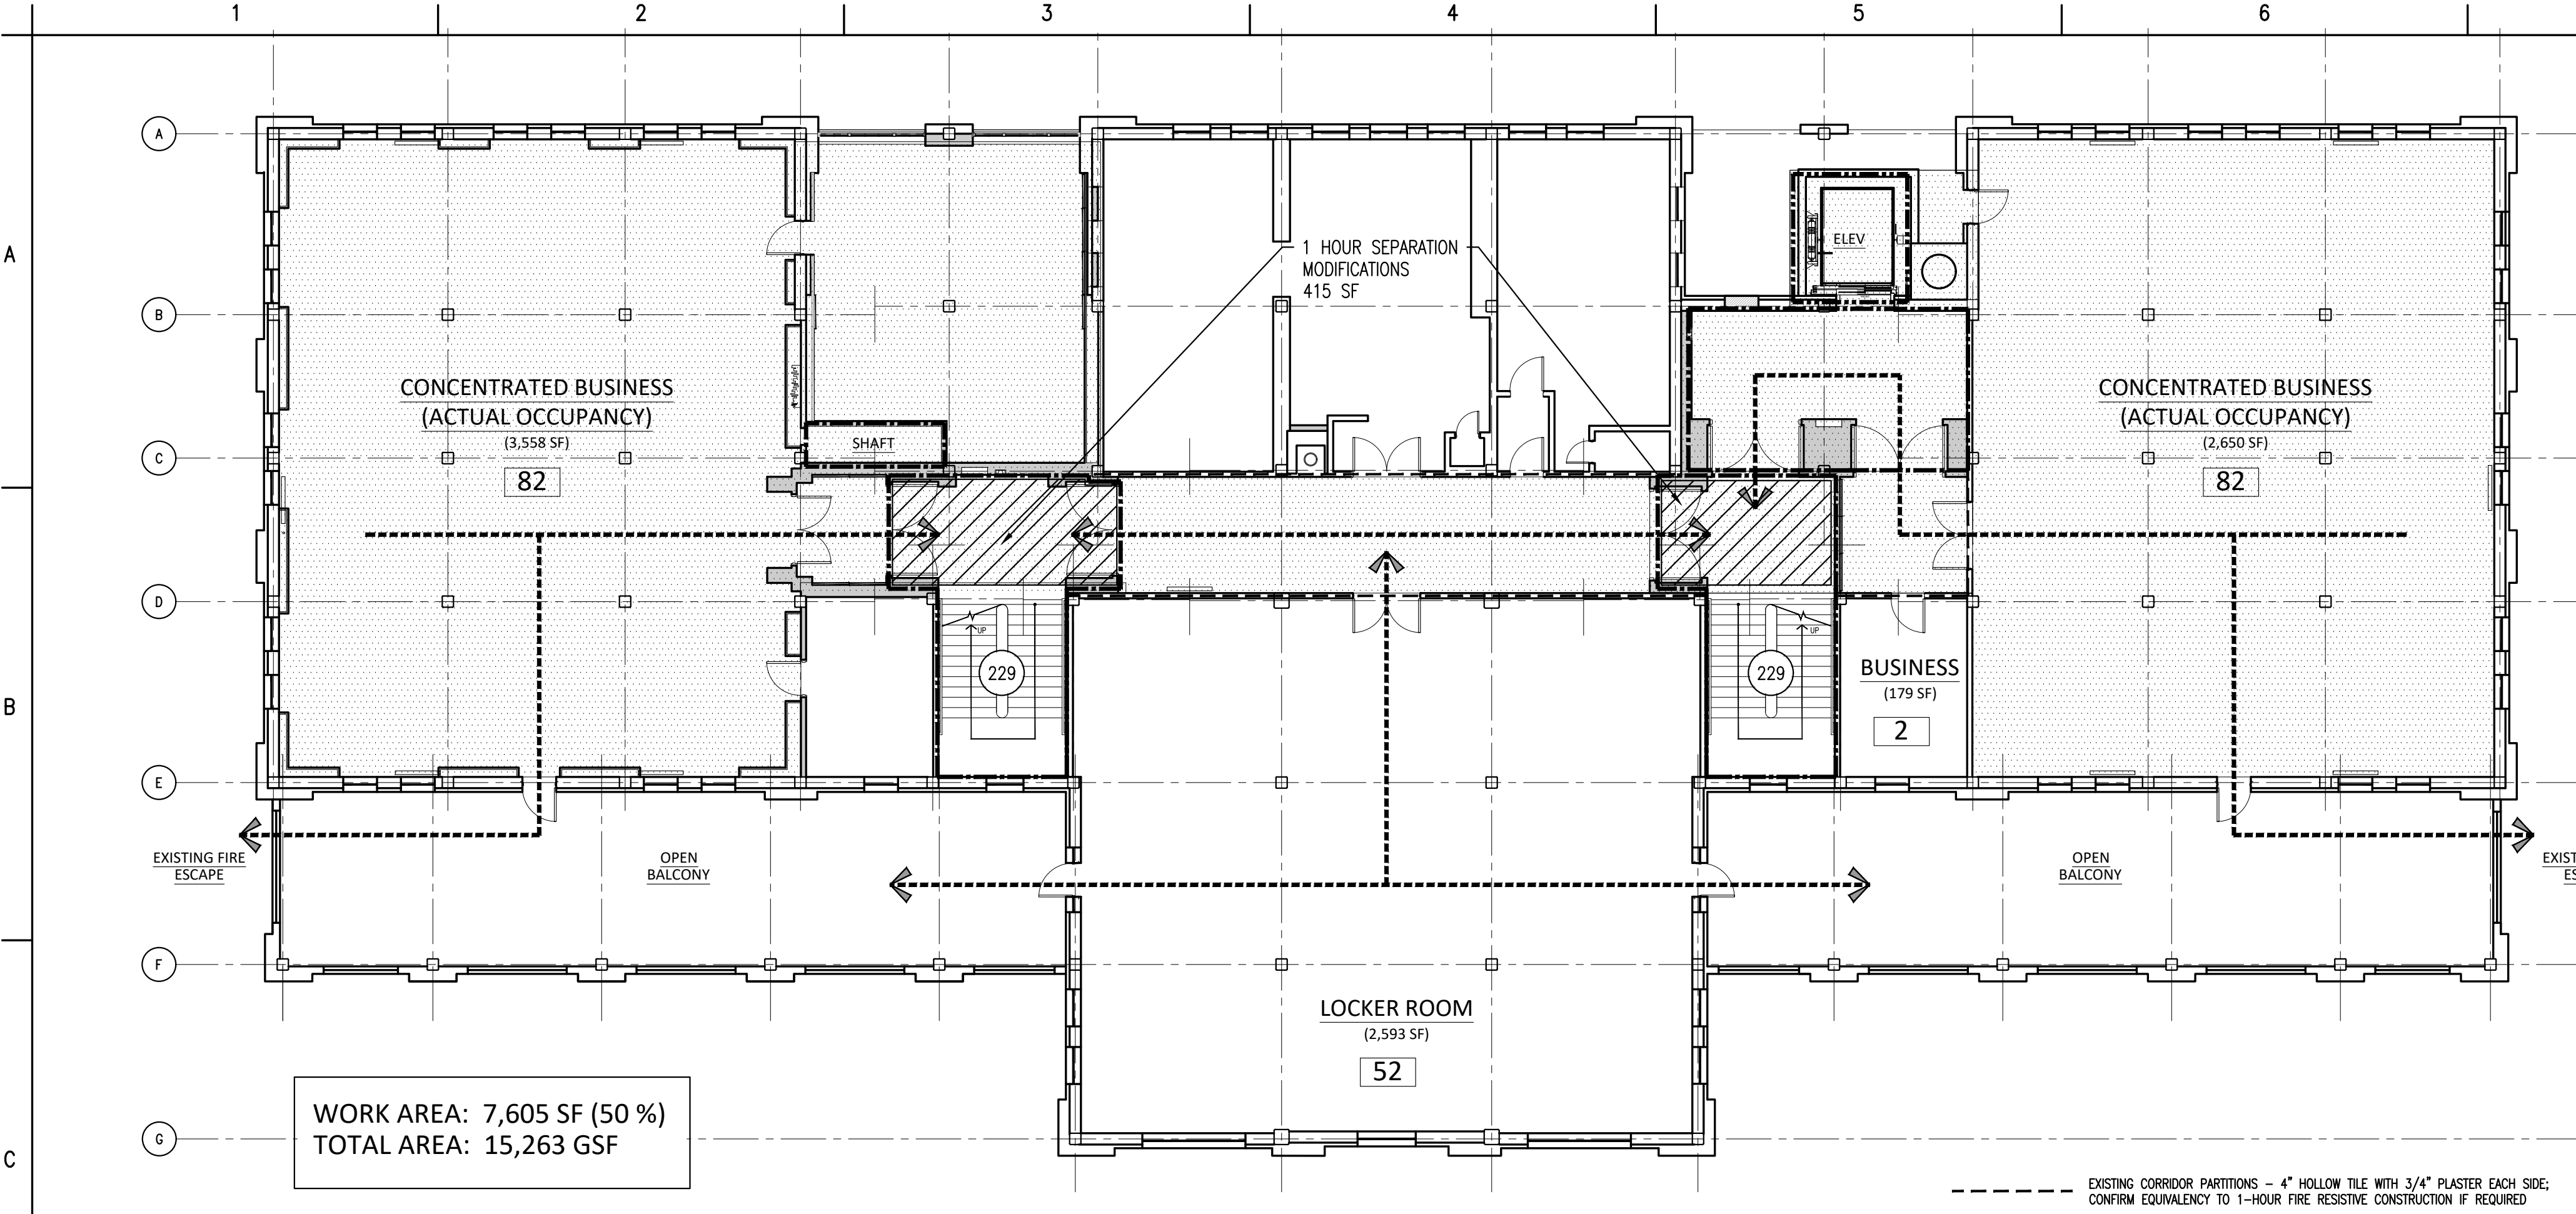 1 2 3 4 5 6
A
B
C
A
B
C
D
E
F
G
1 HOUR SEPARATION
MODIFICATIONS
415 SF
ELEV
CONCENTRATED BUSINESS
(ACTUAL OCCUPANCY)
(3,558 SF)
82
SHAFT
CONCENTRATED BUSINESS
(ACTUAL OCCUPANCY)
(2,650 SF)
82
UP
229
UP
229
BUSINESS
(179 SF)
2
EXISTING FIRE
ESCAPE
OPEN
BALCONY
OPEN
BALCONY
EXIST
ES
LOCKER ROOM
(2,593 SF)
52
WORK AREA: 7,605 SF (50 %)
TOTAL AREA: 15,263 GSF
EXISTING CORRIDOR PARTITIONS – 4" HOLLOW TILE WITH 3/4" PLASTER EACH SIDE;
CONFIRM EQUIVALENCY TO 1-HOUR FIRE RESISTIVE CONSTRUCTION IF REQUIRED